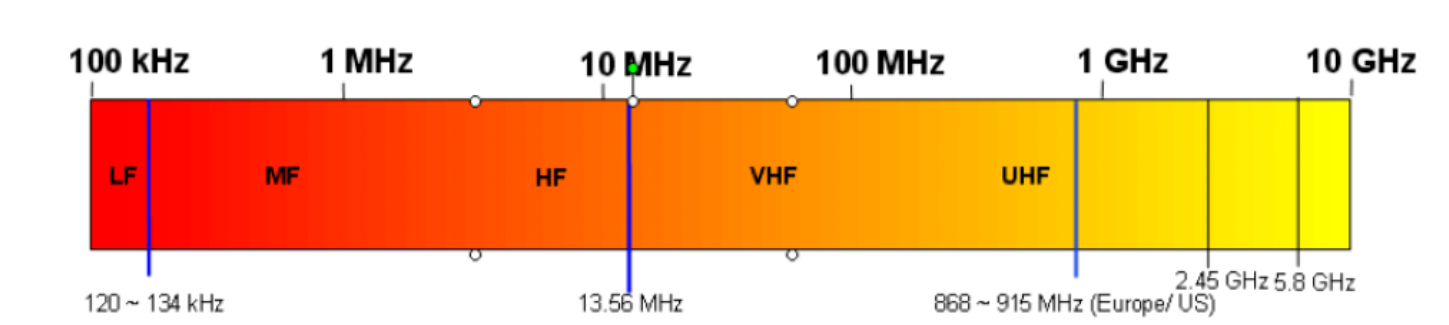 100 kHz 1 MHz 10 MHz 100 MHz 1 GHz 10 GHz
LF MF HF VHF UHF
2.45 GHz 5.8 GHz
120 ~ 134 kHz 13.56 MHz 868 ~ 915 MHz (Europe/ US)